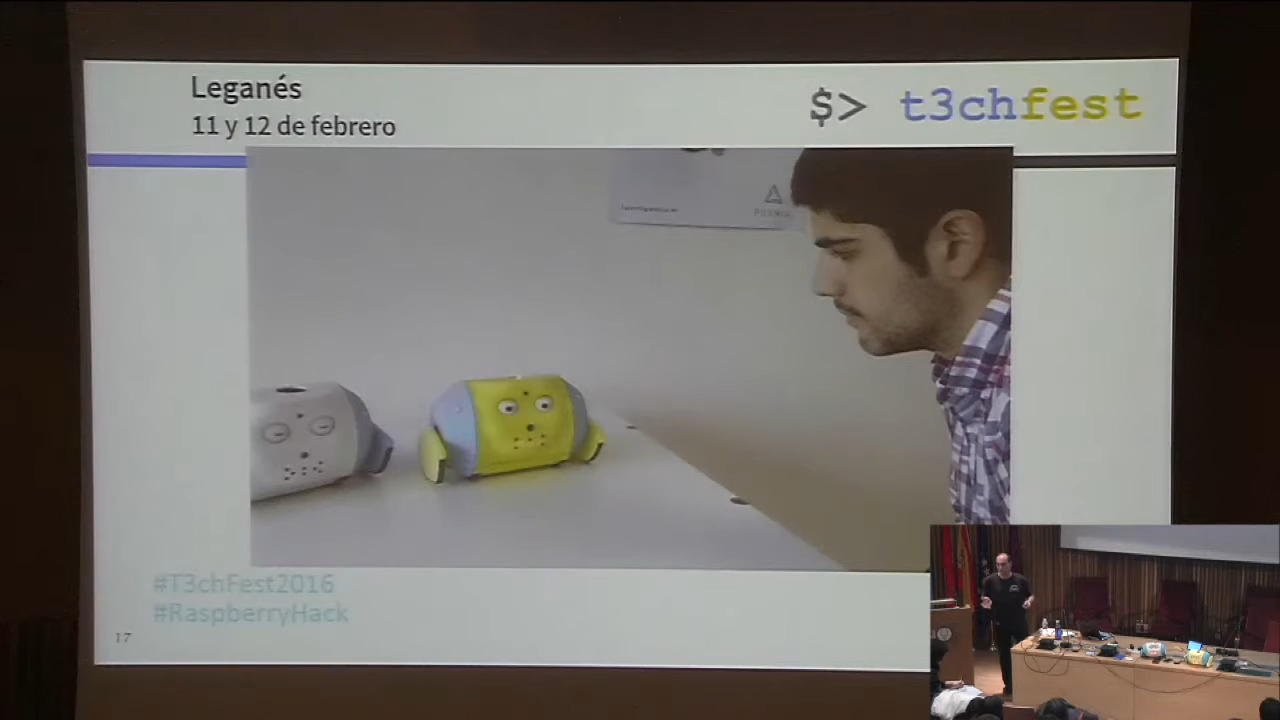 Leganés
11 y 12 de febrero
$> t3chfest
#T3chFest2016
#RaspberryHack
17